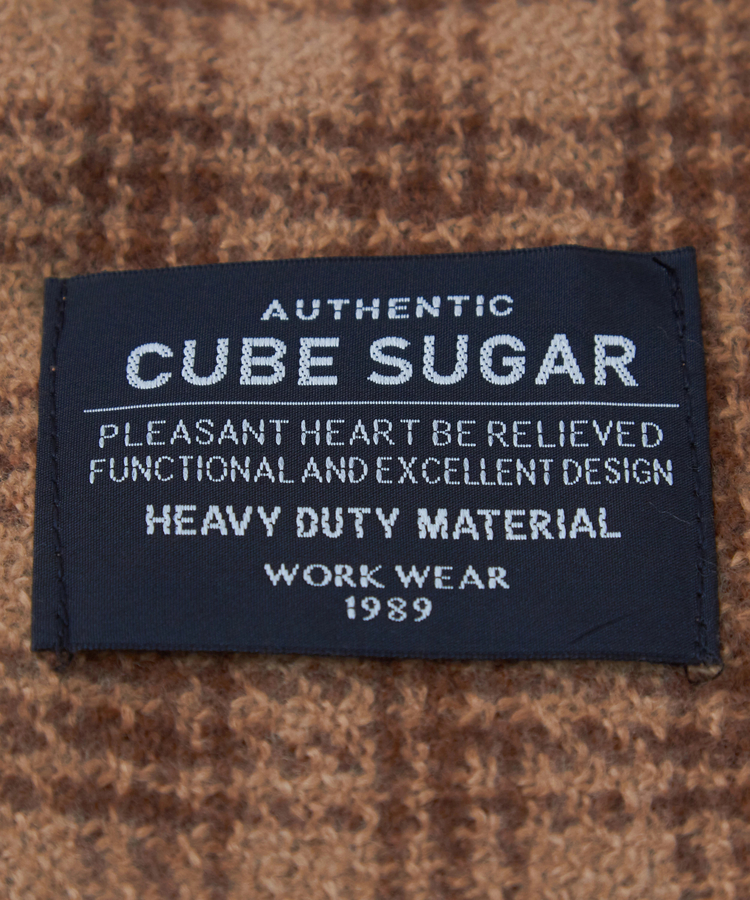 AUTHENTIC
CUBE SUGAR
PLEASANT HEART BE RELIEVED
FUNCTIONAL AND EXCELLENT DESIGN
HEAVY DUTY MATERIAL
WORK WEAR
1989